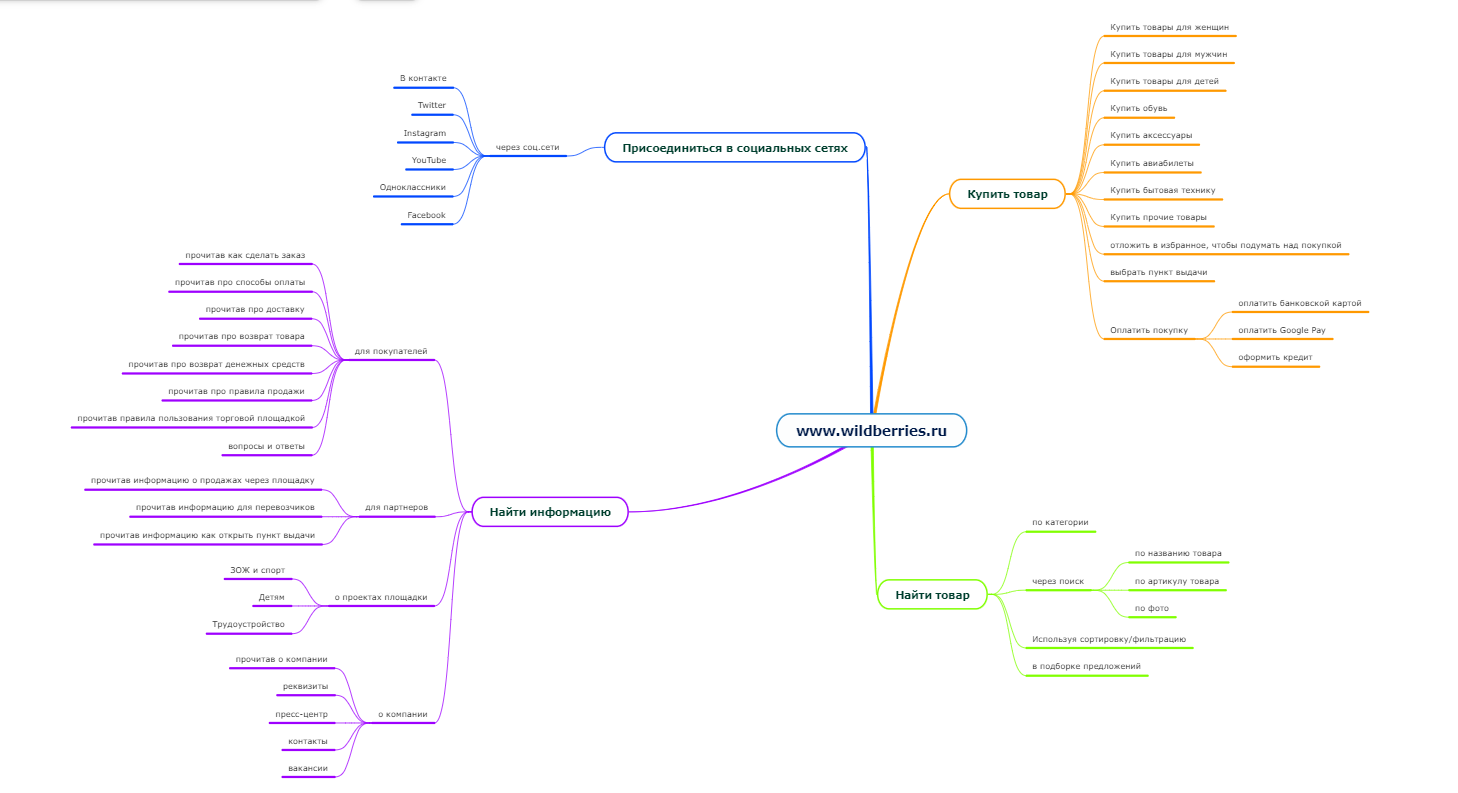 www.wildberries.ru
Присоединиться в социальных сетях
через соц.сети
В контакте
Twitter
Instagram
YouTube
Одноклассники
Facebook
Купить товар
Купить товары для женщин
Купить товары для мужчин
Купить товары для детей
Купить обувь
Купить аксессуары
Купить авиабилеты
Купить бытовая технику
Купить прочие товары
отложить в избранное, чтобы подумать над покупкой
выбрать пункт выдачи
Оплатить покупку
оплатить банковской картой
оплатить Google Pay
оформить кредит
Найти информацию
для покупателей
прочитав как сделать заказ
прочитав про способы оплаты
прочитав про доставку
прочитав про возврат товара
прочитав про возврат денежных средств
прочитав про правила продажи
прочитав правила пользования торговой площадкой
вопросы и ответы
для партнеров
прочитав информацию о продажах через площадку
прочитав информацию для перевозчиков
прочитав информацию как открыть пункт выдачи
о проектах площадки
ЗОЖ и спорт
Детям
Трудоустройство
о компании
прочитав о компании
реквизиты
пресс-центр
контакты
вакансии
Найти товар
по категории
через поиск
по названию товара
по артикулу товара
по фото
Используя сортировку/фильтрацию
в подборке предложений